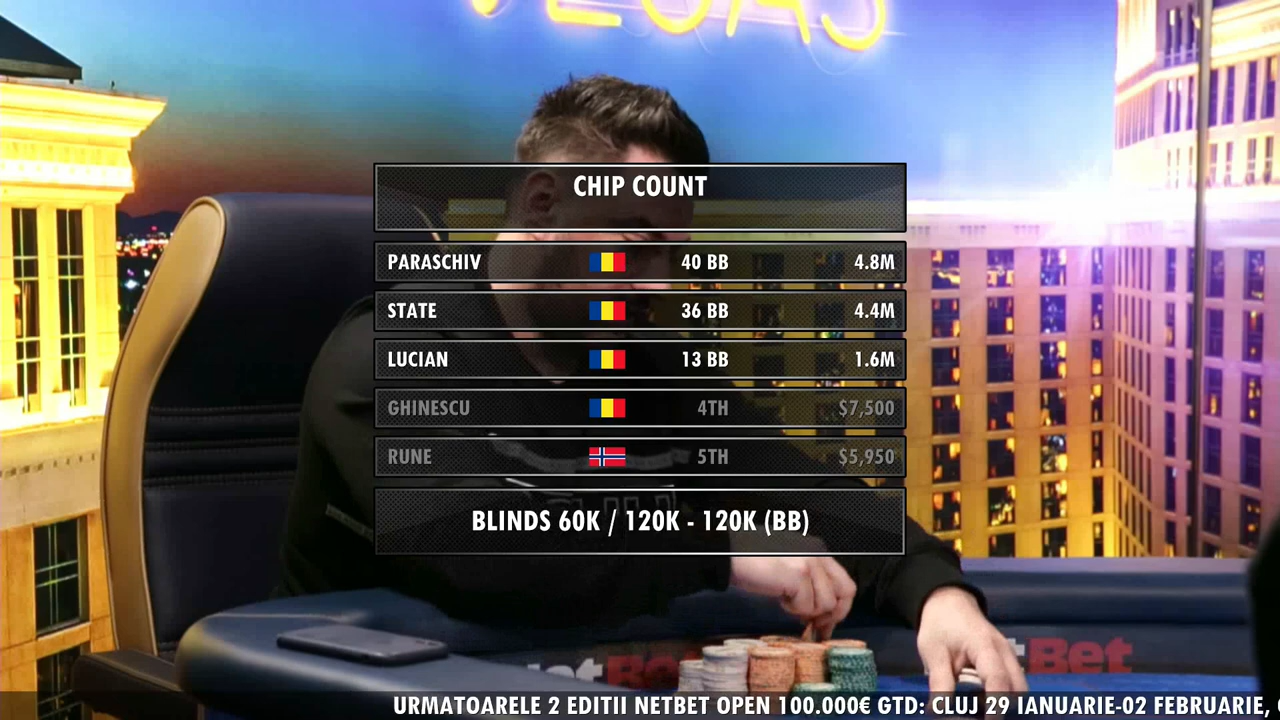 VEGAS
CHIP COUNT
PARASCHIV 40 BB 4.8M
STATE 36 BB 4.4M
LUCIAN 13 BB 1.6M
GHINESCU 4TH $7,500
RUNE 5TH $5,950
BLINDS 60K / 120K - 120K (BB)
Bet
URMATOARELE 2 EDITII NETBET OPEN 100.000€ GTD: CLUJ 29 IANUARIE-02 FEBRUARIE,